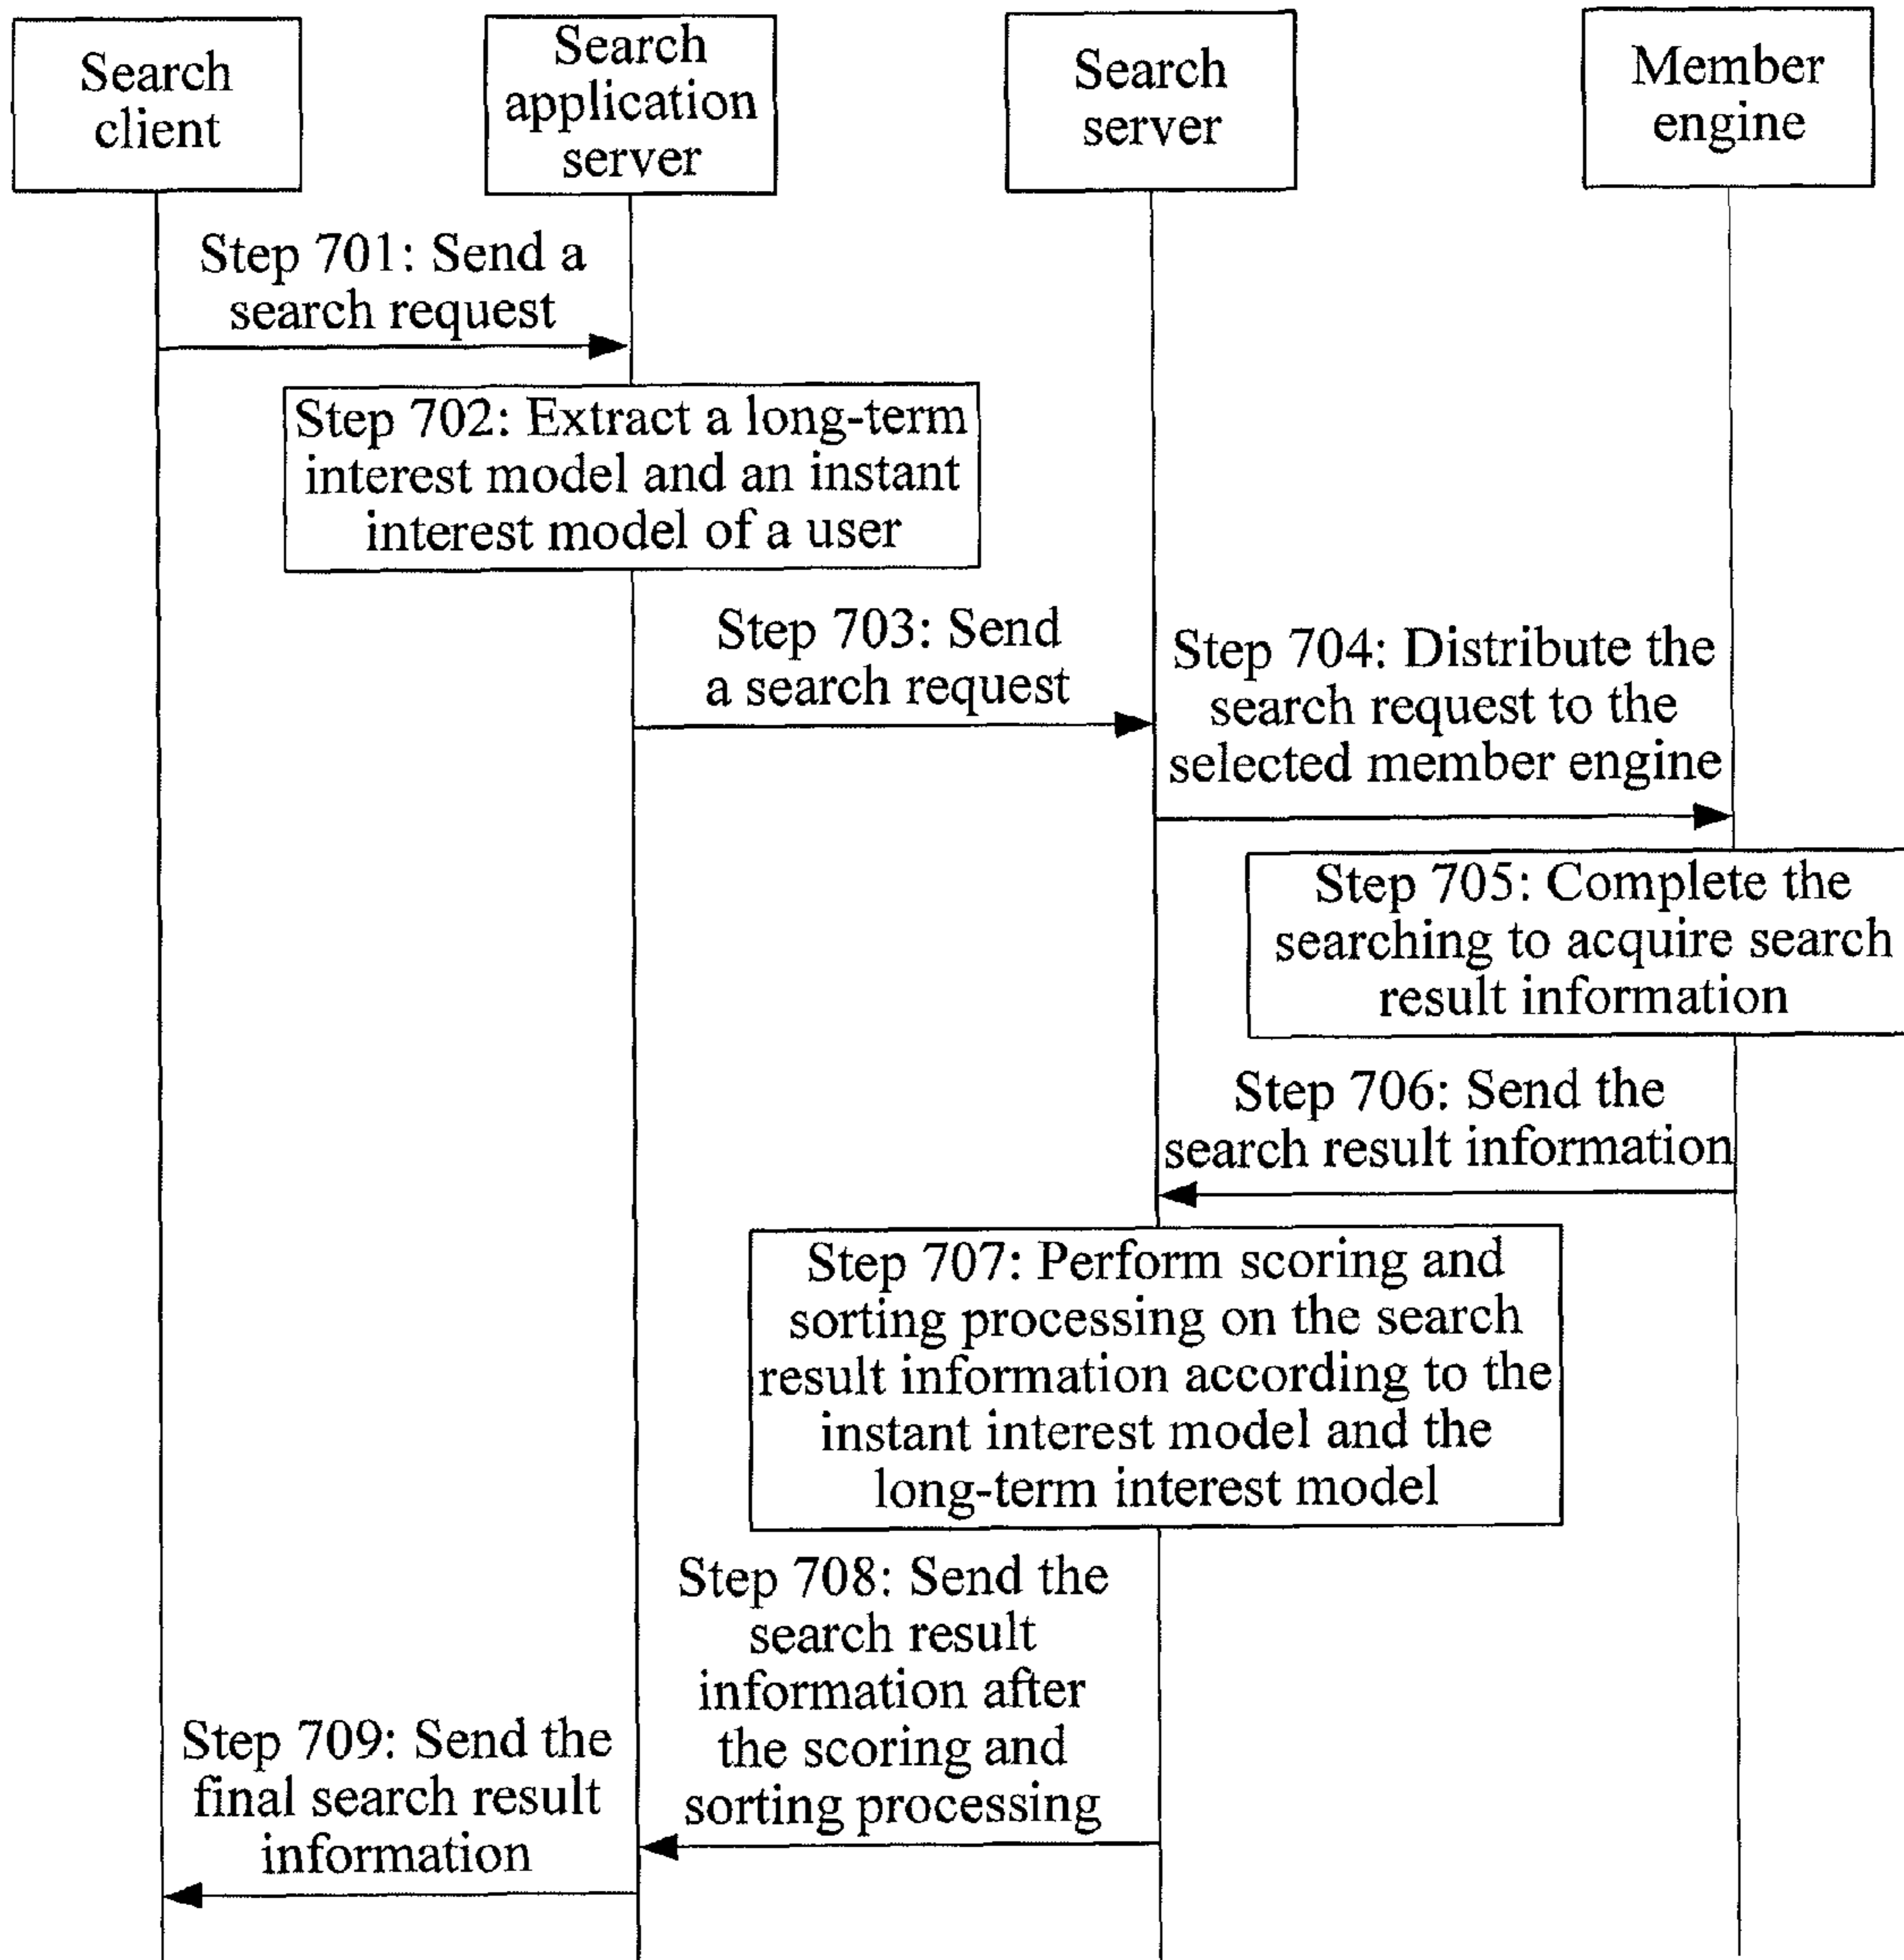 Search
client
Search
application
server
Search
server
Member
engine
Step 701: Send a
search request
Step 702: Extract a long-term
interest model and an instant
interest model of a user
Step 703: Send
a search request
Step 704: Distribute the
search request to the
selected member engine
Step 705: Complete the
searching to acquire search
result information
Step 706: Send the
search result information
Step 707: Perform scoring and
sorting processing on the search
result information according to the
instant interest model and the
long-term interest model
Step 708: Send the
search result
information after
the scoring and
sorting processing
Step 709: Send the
final search result
information